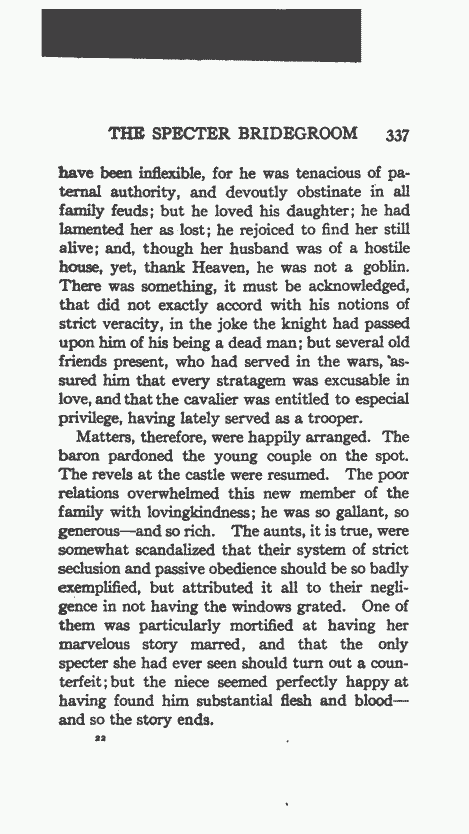 THE SPECTER BRIDEGROOM 337
have been inflexible, for he was tenacious of pa-
ternal authority, and devoutly obstinate in all
family feuds; but he loved his daughter; he had
lamented her as lost; he rejoiced to find her still
alive; and, though her husband was of a hostile
house, yet, thank Heaven, he was not a goblin.
There was something, it must be acknowledged,
that did not exactly accord with his notions of
strict veracity, in the joke the knight had passed
upon him of his being a dead man; but several old
friends present, who had served in the wars, as-
sured him that every stratagem was excusable in
love, and that the cavalier was entitled to especial
privilege, having lately served as a trooper.
Matters, therefore, were happily arranged. The
baron pardoned the young couple on the spot.
The revels at the castle were resumed. The poor
relations overwhelmed this new member of the
family with lovingkindness; he was so gallant, so
generous—and so rich. The aunts, it is true, were
somewhat scandalized that their system of strict
seclusion and passive obedience should be so badly
exemplified, but attributed it all to their negli-
gence in not having the windows grated. One of
them was particularly mortified at having her
marvelous story marred, and that the only
specter she had ever seen should turn out a coun-
terfeit; but the niece seemed perfectly happy at
having found him substantial flesh and blood—
and so the story ends.
22